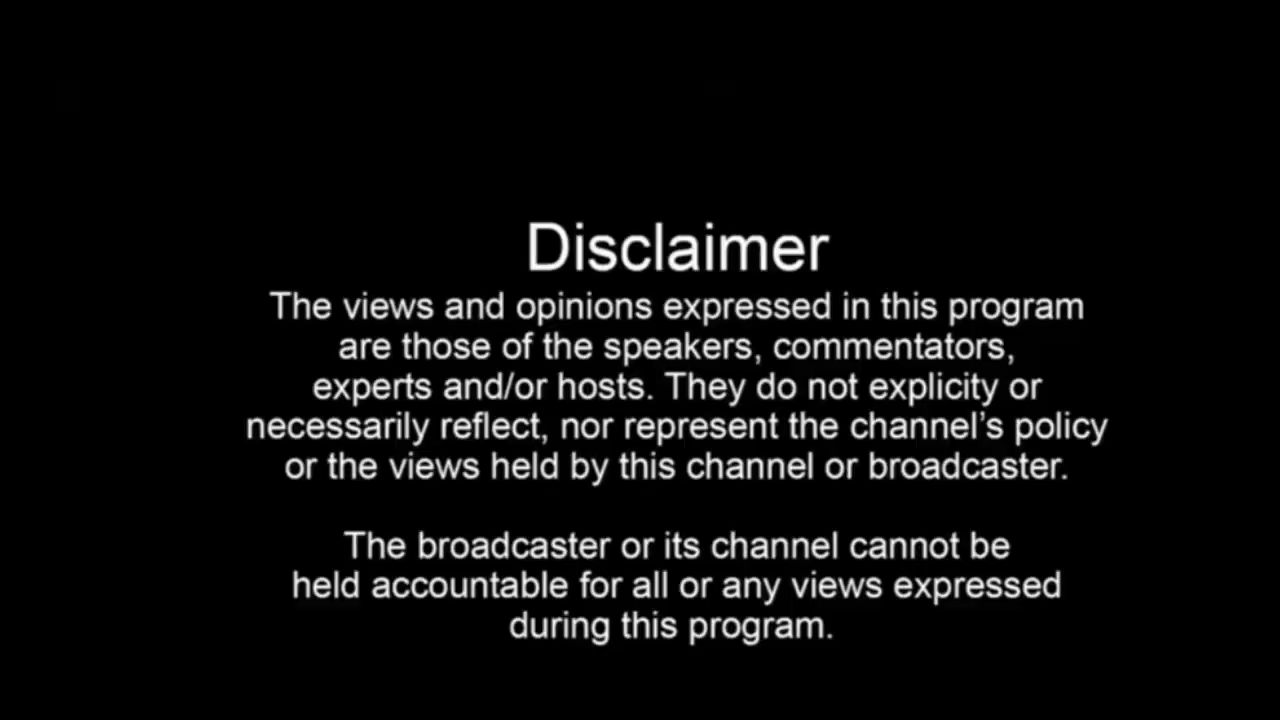 Disclaimer
The views and opinions expressed in this program
are those of the speakers, commentators,
experts and/or hosts. They do not explicity or
necessarily reflect, nor represent the channel’s policy
or the views held by this channel or broadcaster.
The broadcaster or its channel cannot be
held accountable for all or any views expressed
during this program.